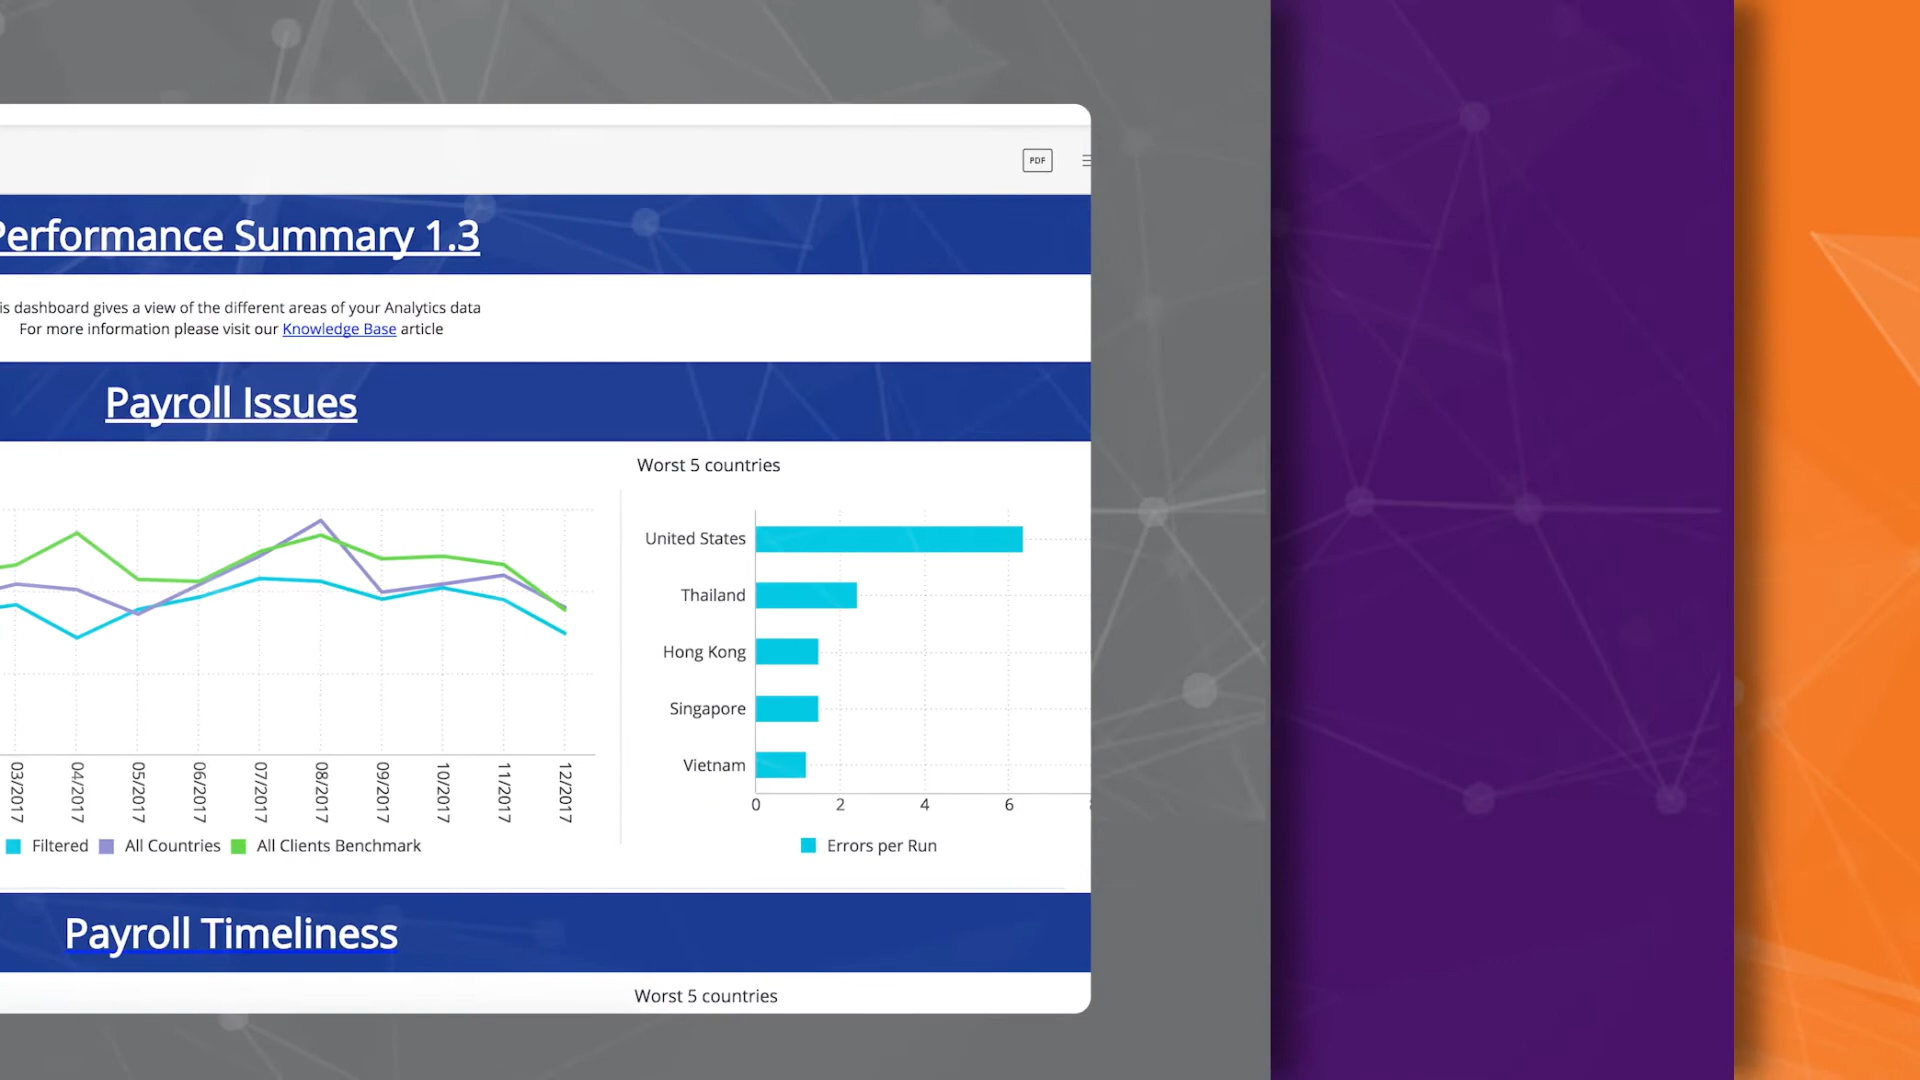 PDF
Performance Summary 1.3
is dashboard gives a view of the different areas of your Analytics data
For more information please visit our Knowledge Base article
Payroll Issues
03/2017
04/2017
05/2017
06/2017
07/2017
08/2017
09/2017
10/2017
11/2017
12/2017
Filtered
All Countries
All Clients Benchmark
Worst 5 countries
United States
Thailand
Hong Kong
Singapore
Vietnam
0 2 4 6
Errors per Run
Payroll Timeliness
Worst 5 countries